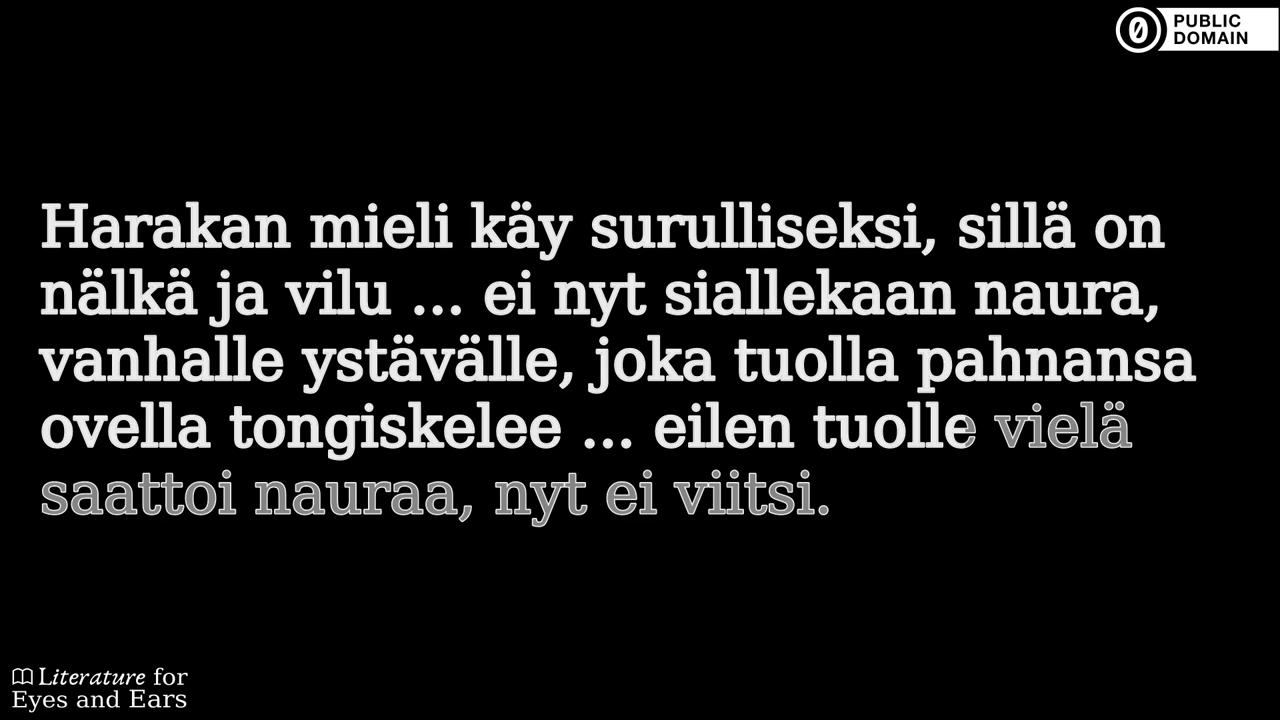 PUBLIC
DOMAIN
Harakan mieli käy surulliseksi, sillä on
nälkä ja vilu ... ei nyt siallekaan naura,
vanhalle ystävälle, joka tuolla pahnansa
ovella tongiskelee ... eilen tuolle vielä
saattoi nauraa, nyt ei viitsi.
Literature for
Eyes and Ears